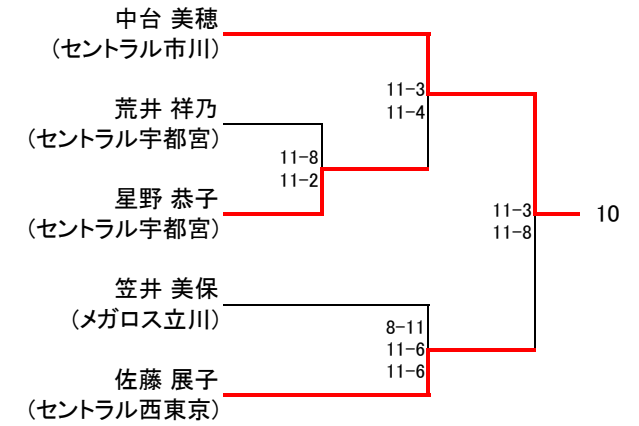 中台 美穂
(セントラル市川)
荒井 祥乃
(セントラル宇都宮)
星野 恭子
(セントラル宇都宮)
笠井 美保
(メガロス立川)
佐藤 展子
(セントラル西東京)
11-8
11-2
11-3
11-4
8-11
11-6
11-6
11-3
11-8
10